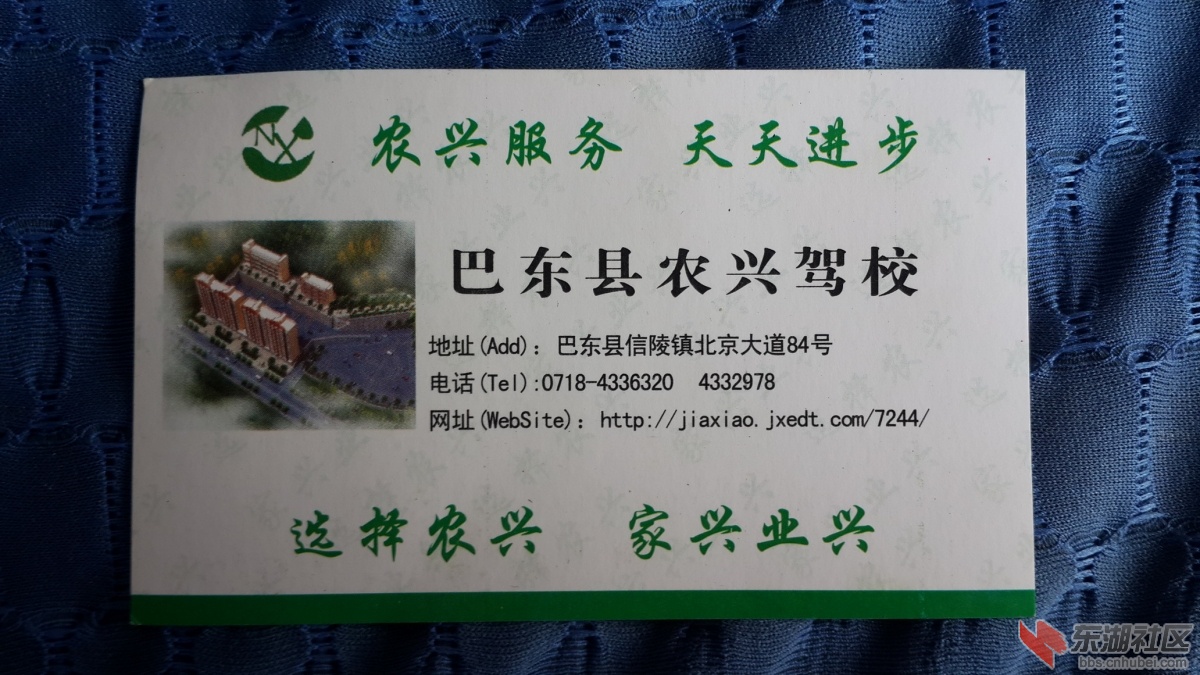 NX
农兴服务 天天进步
巴东县农兴驾校
地址(Add)：巴东县信陵镇北京大道84号
电话(Tel):0718-4336320 4332978
网址(WebSite)：http://jiaxiao.jxedt.com/7244/
选择农兴 家兴业兴
东湖社区
bbs.cnhubei.com